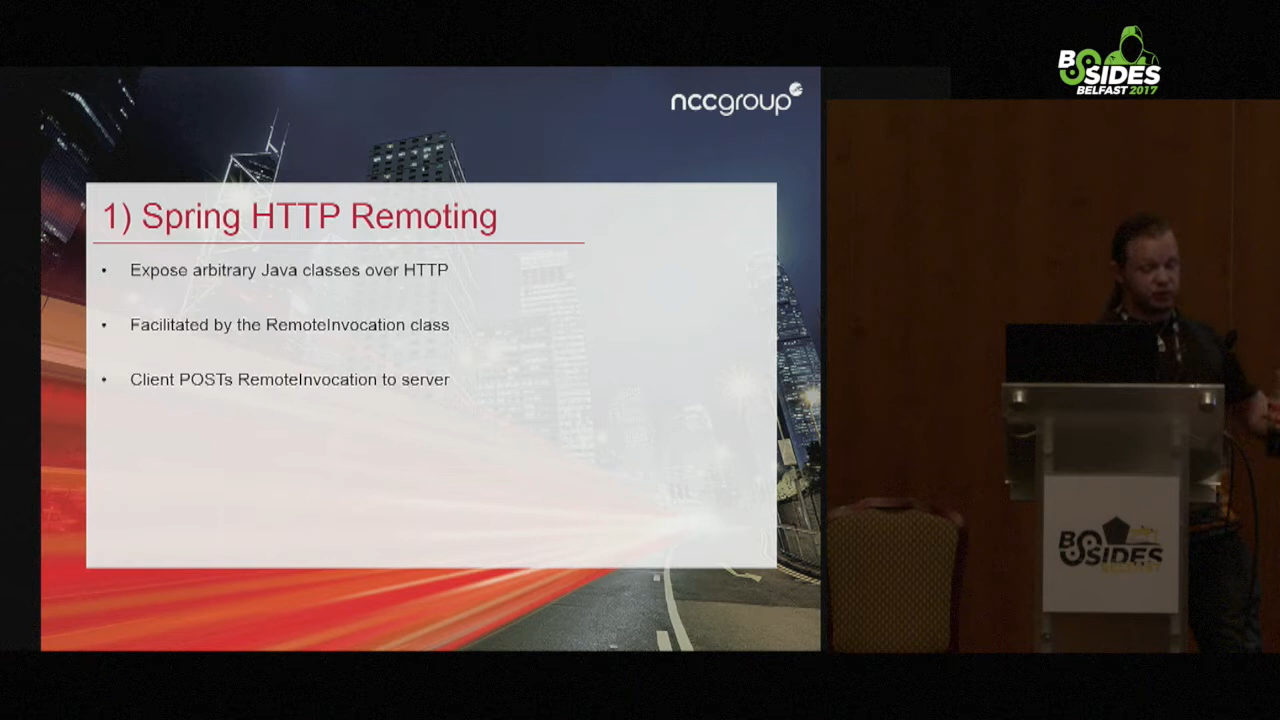 BSIDES
BELFAST 2017
nccgroup
1) Spring HTTP Remoting
• Expose arbitrary Java classes over HTTP
• Facilitated by the RemoteInvocation class
• Client POSTs RemoteInvocation to server
BSIDES
BELFAST